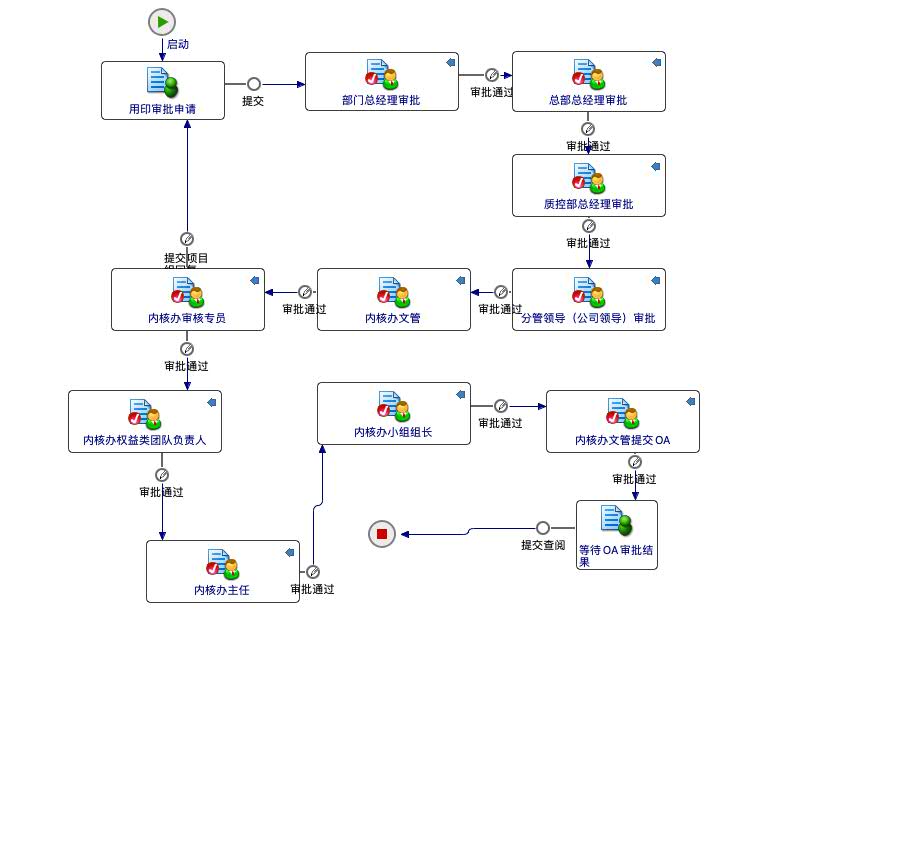 启动
用印审批申请
提交
部门总经理审批
审批通过
总部总经理审批
审批通过
质控部总经理审批
审批通过
分管领导（公司领导）审批
审批通过
内核办文管
审批通过
内核办审核专员
提交项目
审批通过
内核办权益类团队负责人
审批通过
内核办主任
审批通过
内核办小组组长
审批通过
内核办文管提交OA
审批通过
等待OA审批结
果
提交查阅